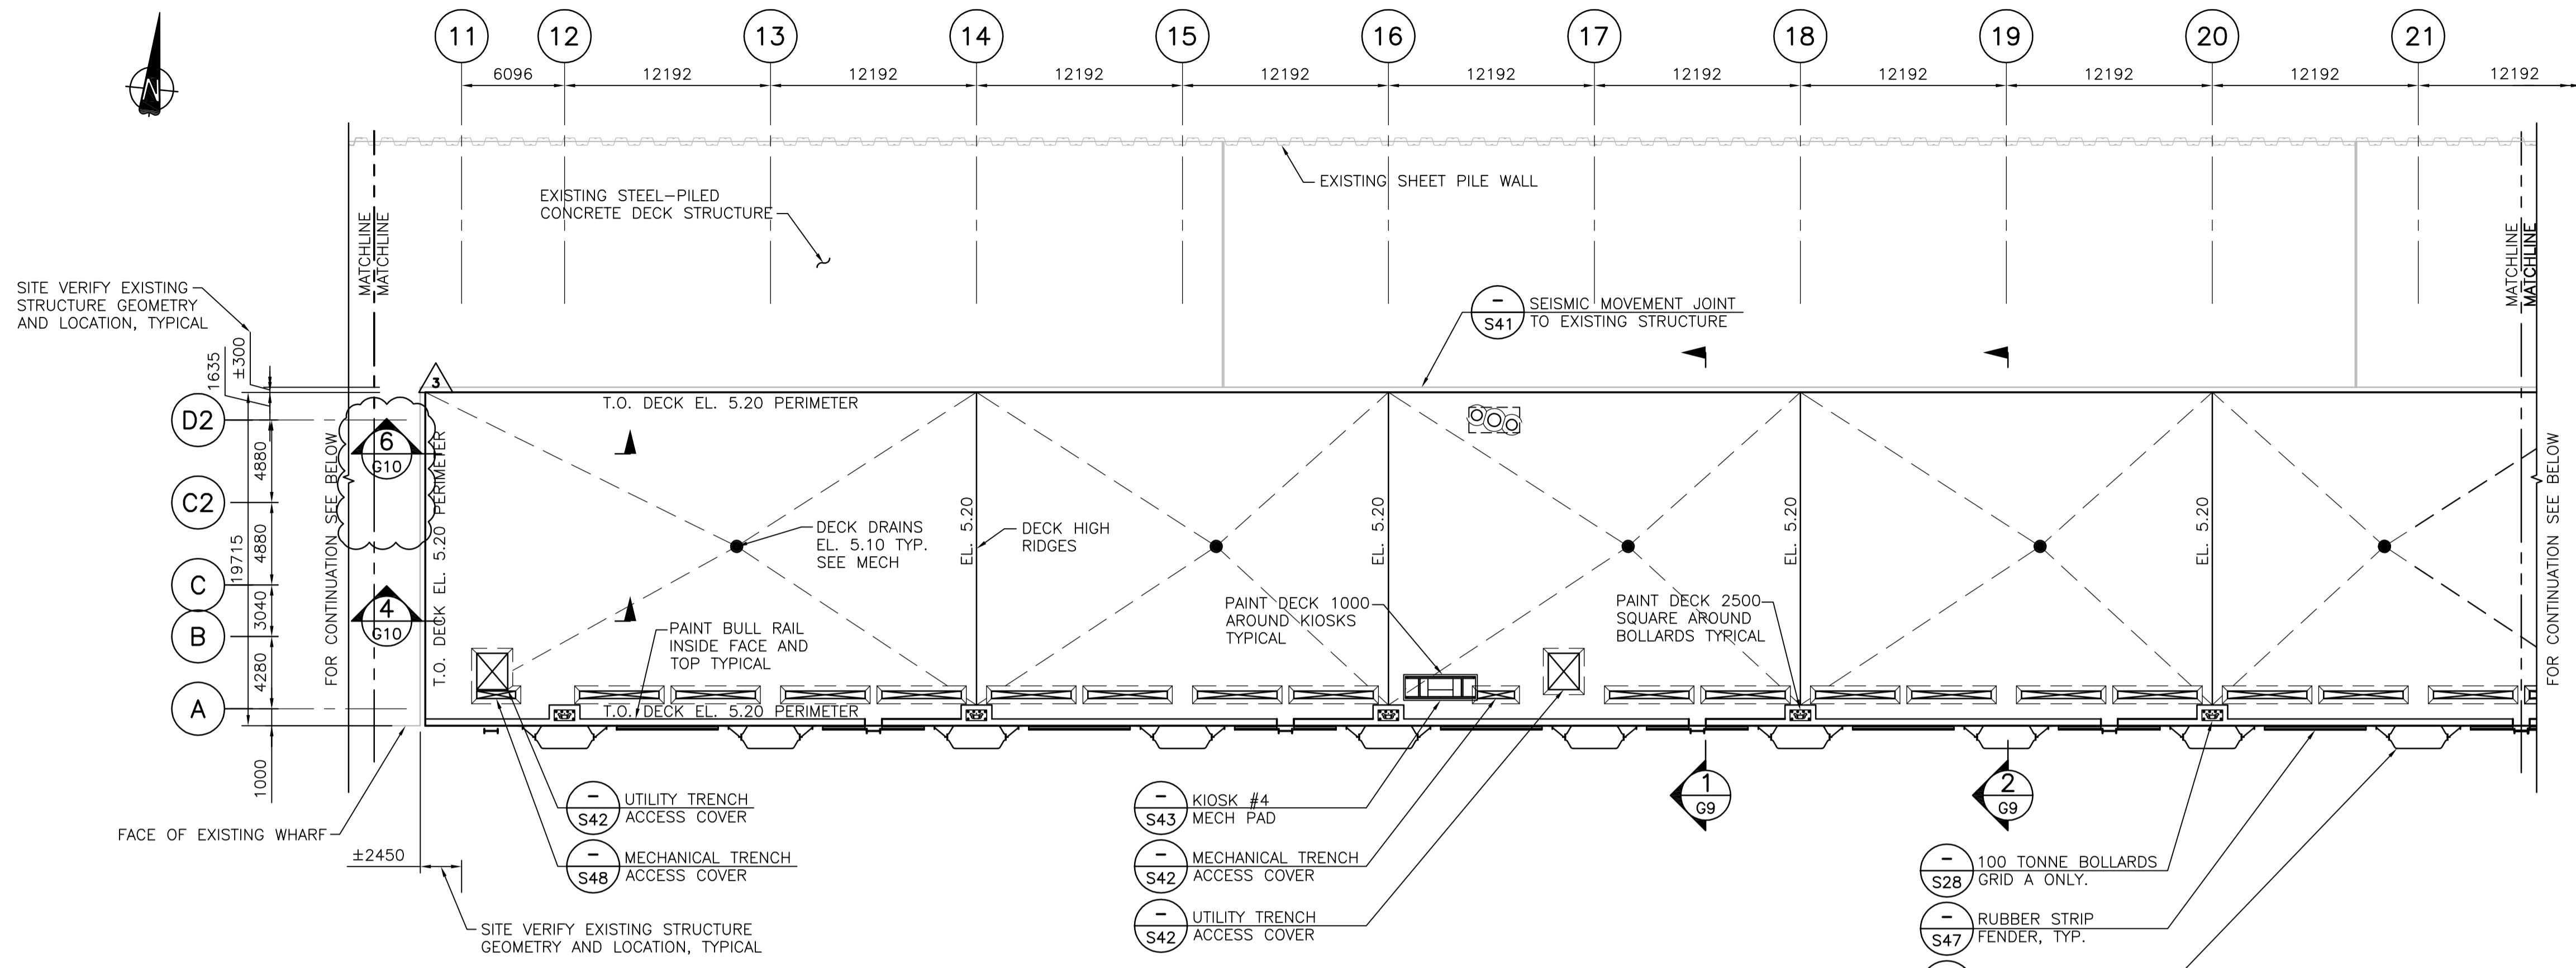 11
12
13
14
15
16
17
18
19
20
21
6096
12192
12192
12192
12192
12192
12192
12192
12192
12192
12192
N
EXISTING STEEL-PILED
CONCRETE DECK STRUCTURE
EXISTING SHEET PILE WALL
MATCHLINE
MATCHLINE
MATCHLINE
MATCHLINE
SITE VERIFY EXISTING
STRUCTURE GEOMETRY
AND LOCATION, TYPICAL
-
S41
SEISMIC MOVEMENT JOINT
TO EXISTING STRUCTURE
1635
±300
3
T.O. DECK EL. 5.20 PERIMETER
D2
C2
C
B
A
4880
4880
3040
4280
19715
1000
FOR CONTINUATION SEE BELOW
6
G10
4
G10
T.O. DECK EL. 5.20 PERIMETER
DECK DRAINS
EL. 5.10 TYP.
SEE MECH
EL. 5.20
DECK HIGH
RIDGES
EL. 5.20
EL. 5.20
EL. 5.20
FOR CONTINUATION SEE BELOW
PAINT BULL RAIL
INSIDE FACE AND
TOP TYPICAL
PAINT DECK 1000
AROUND KIOSKS
TYPICAL
PAINT DECK 2500
SQUARE AROUND
BOLLARDS TYPICAL
T.O. DECK EL. 5.20 PERIMETER
FACE OF EXISTING WHARF
±2450
-
S42
UTILITY TRENCH
ACCESS COVER
-
S48
MECHANICAL TRENCH
ACCESS COVER
SITE VERIFY EXISTING STRUCTURE
GEOMETRY AND LOCATION, TYPICAL
-
S43
KIOSK #4
MECH PAD
-
S42
MECHANICAL TRENCH
ACCESS COVER
-
S42
UTILITY TRENCH
ACCESS COVER
1
G9
2
G9
-
S28
100 TONNE BOLLARDS
GRID A ONLY.
-
S47
RUBBER STRIP
FENDER, TYP.